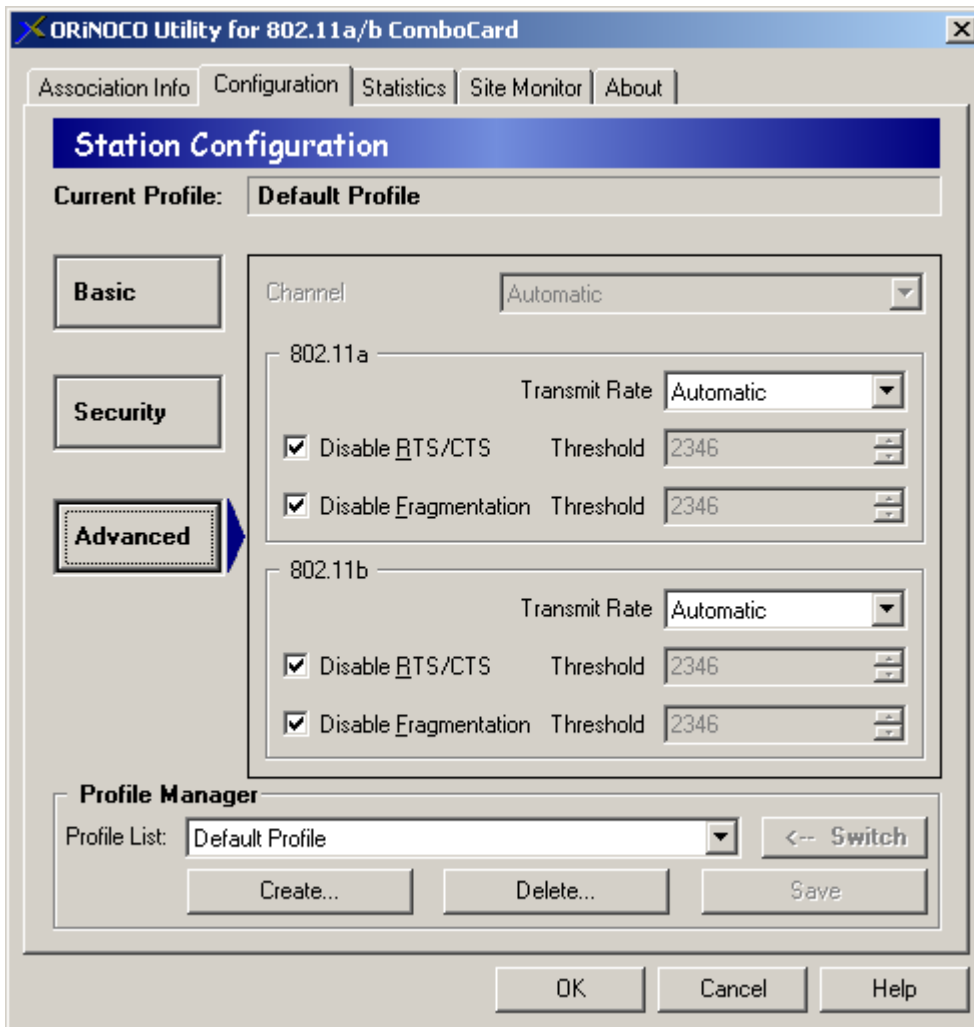 ORiNOCO Utility for 802.11a/b ComboCard
Association Info Configuration Statistics Site Monitor About
Station Configuration
Current Profile: Default Profile
Basic
Channel Automatic
802.11a
Transmit Rate Automatic
Security
Disable RTS/CTS Threshold 2346
Disable Fragmentation Threshold 2346
Advanced
802.11b
Transmit Rate Automatic
Disable RTS/CTS Threshold 2346
Disable Fragmentation Threshold 2346
Profile Manager
Profile List: Default Profile <-- Switch
Create... Delete... Save
OK Cancel Help